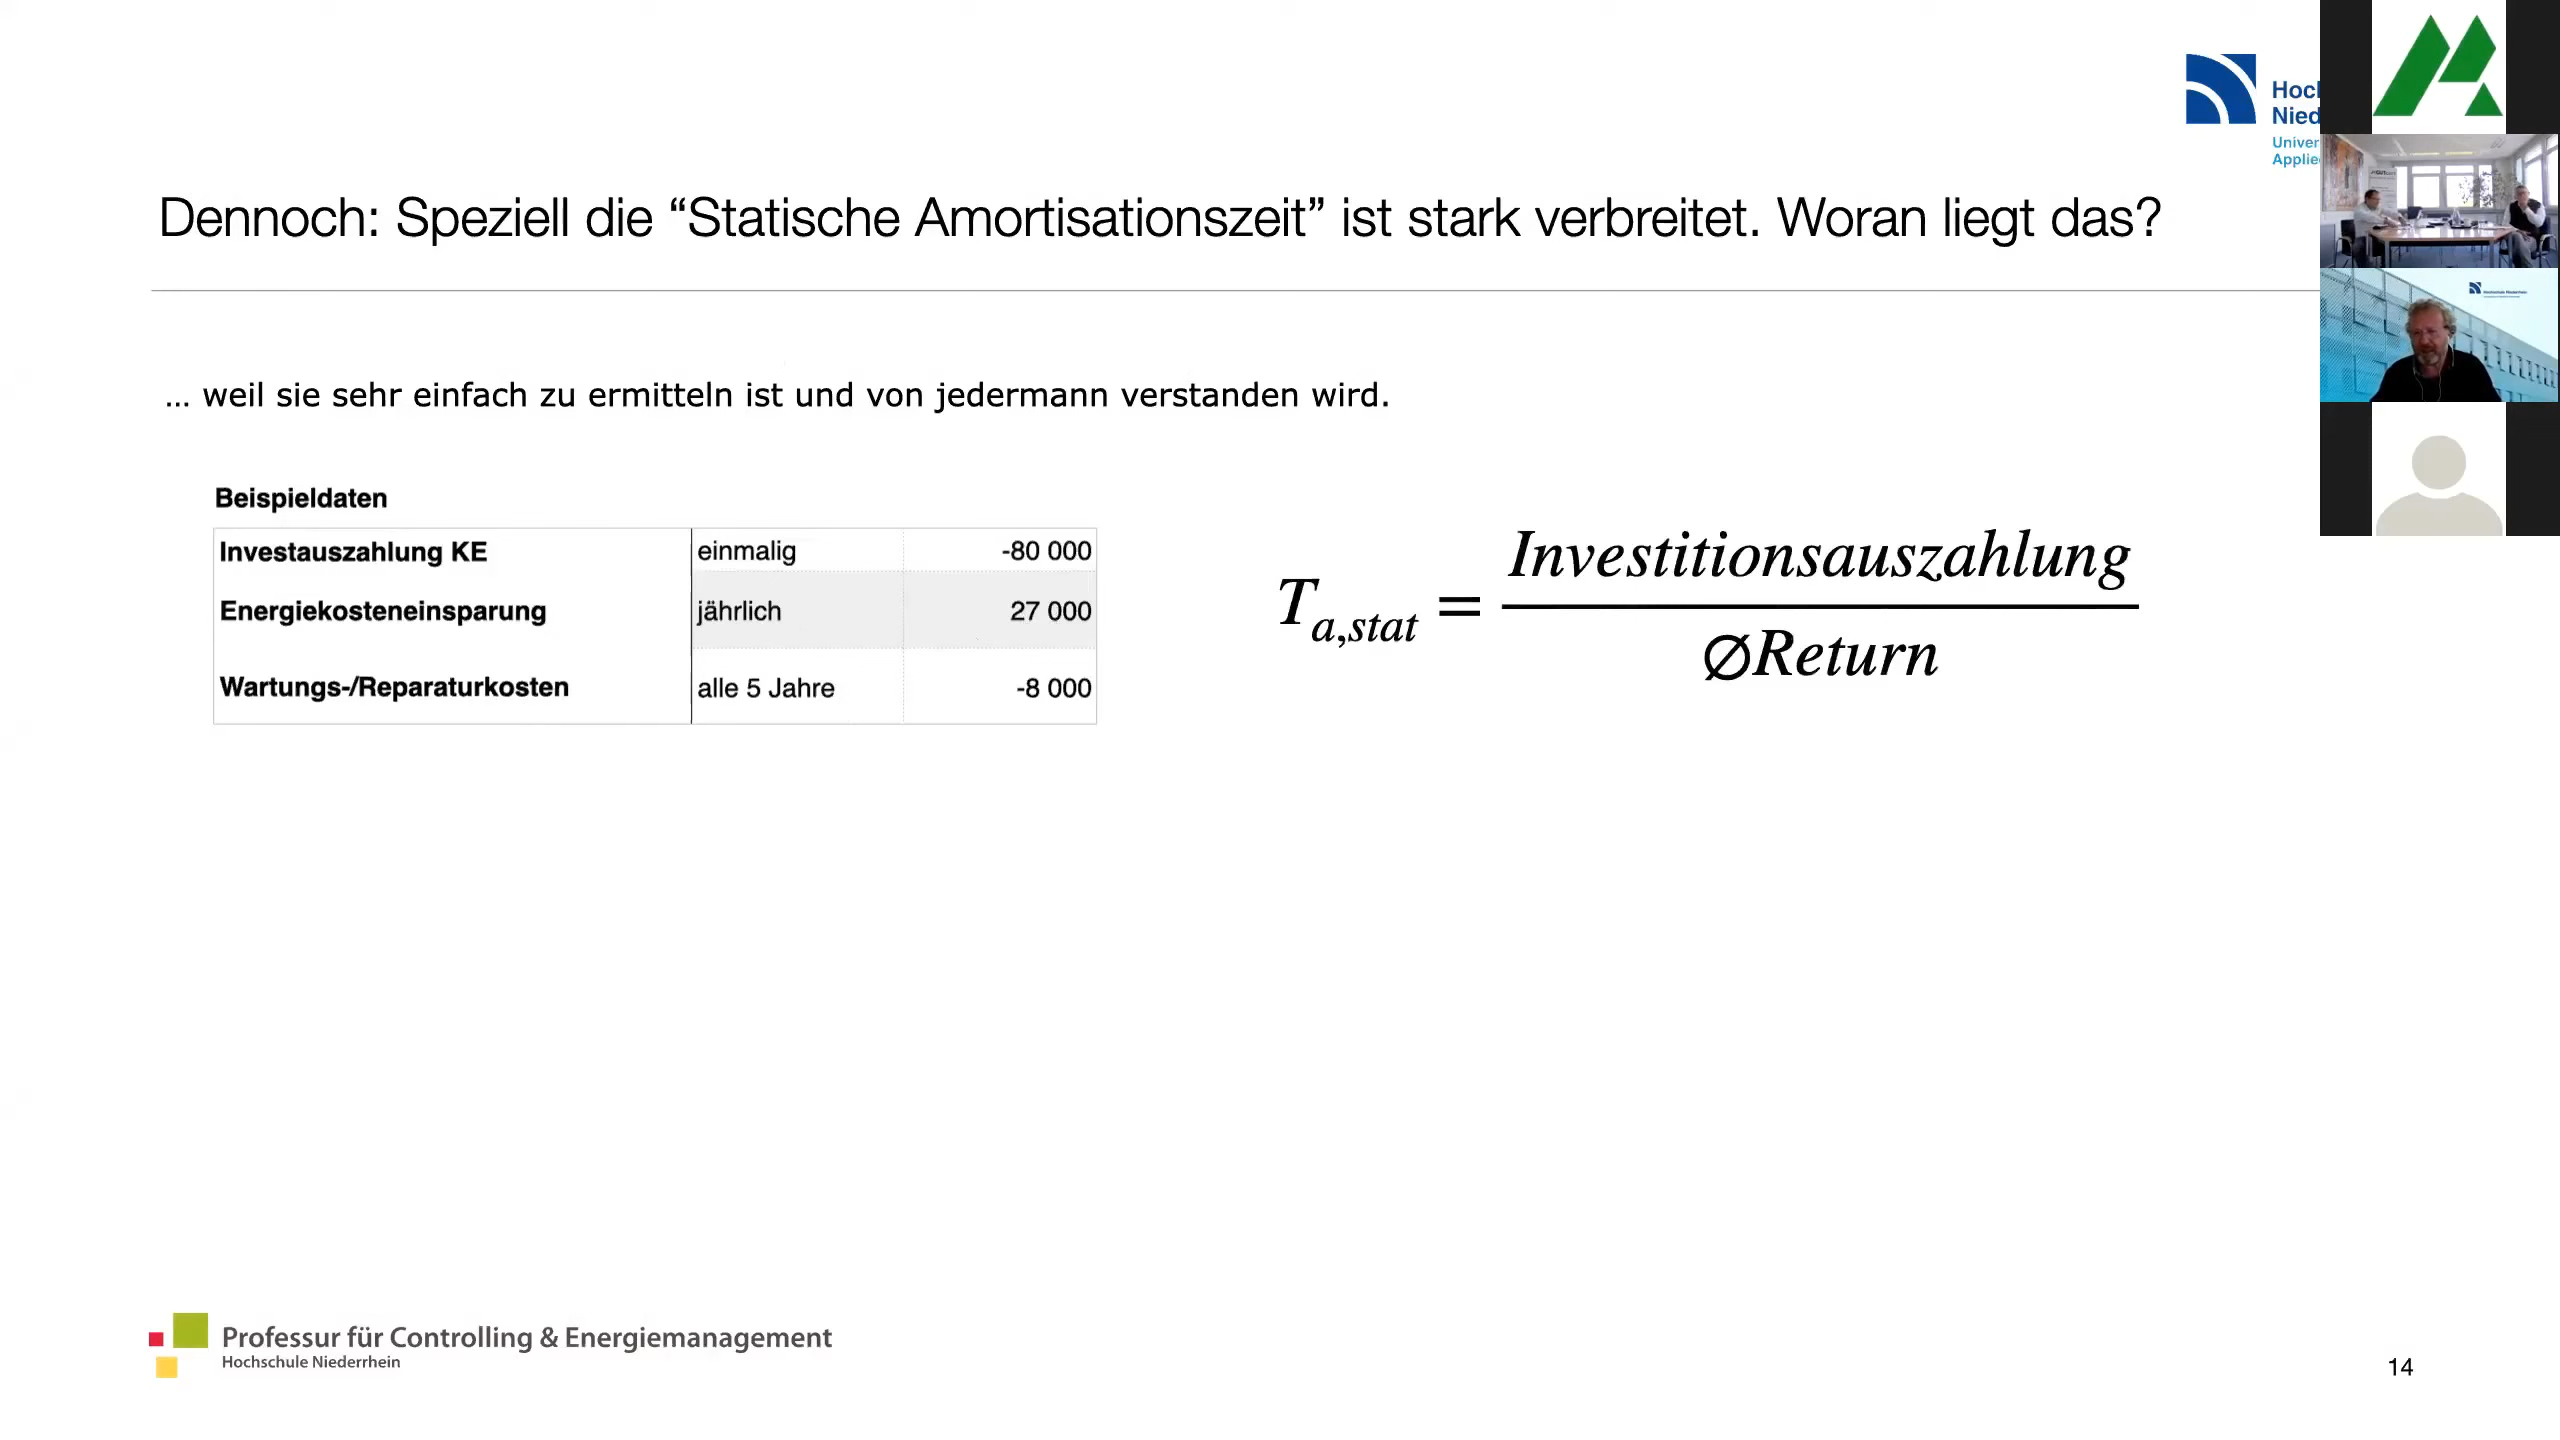 Dennoch: Speziell die “Statische Amortisationszeit” ist stark verbreitet. Woran liegt das?
... weil sie sehr einfach zu ermitteln ist und von jedermann verstanden wird.
Beispieldaten
Investauszahlung KE einmalig -80 000
Energiekosteneinsparung jährlich 27 000
Wartungs-/Reparaturkosten alle 5 Jahre -8 000
T_{a,stat} = Investitionsauszahlung / ∅Return
Professur für Controlling & Energiemanagement
Hochschule Niederrhein
14